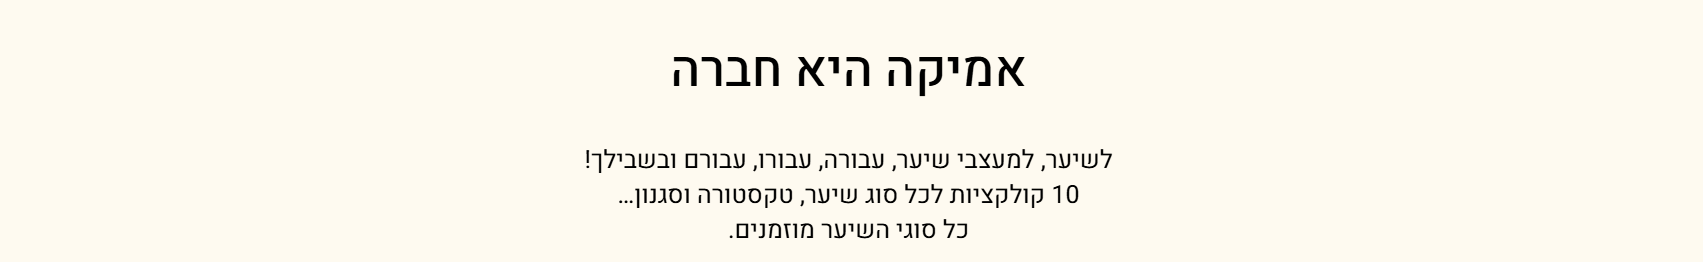 אמיקה היא חברה
לשיער, למעצבי שיער, עבורה, עבורו, עבורם ובשבילך!
10 קולקציות לכל סוג שיער, טקסטורה וסגנון...
כל סוגי השיער מוזמנים.